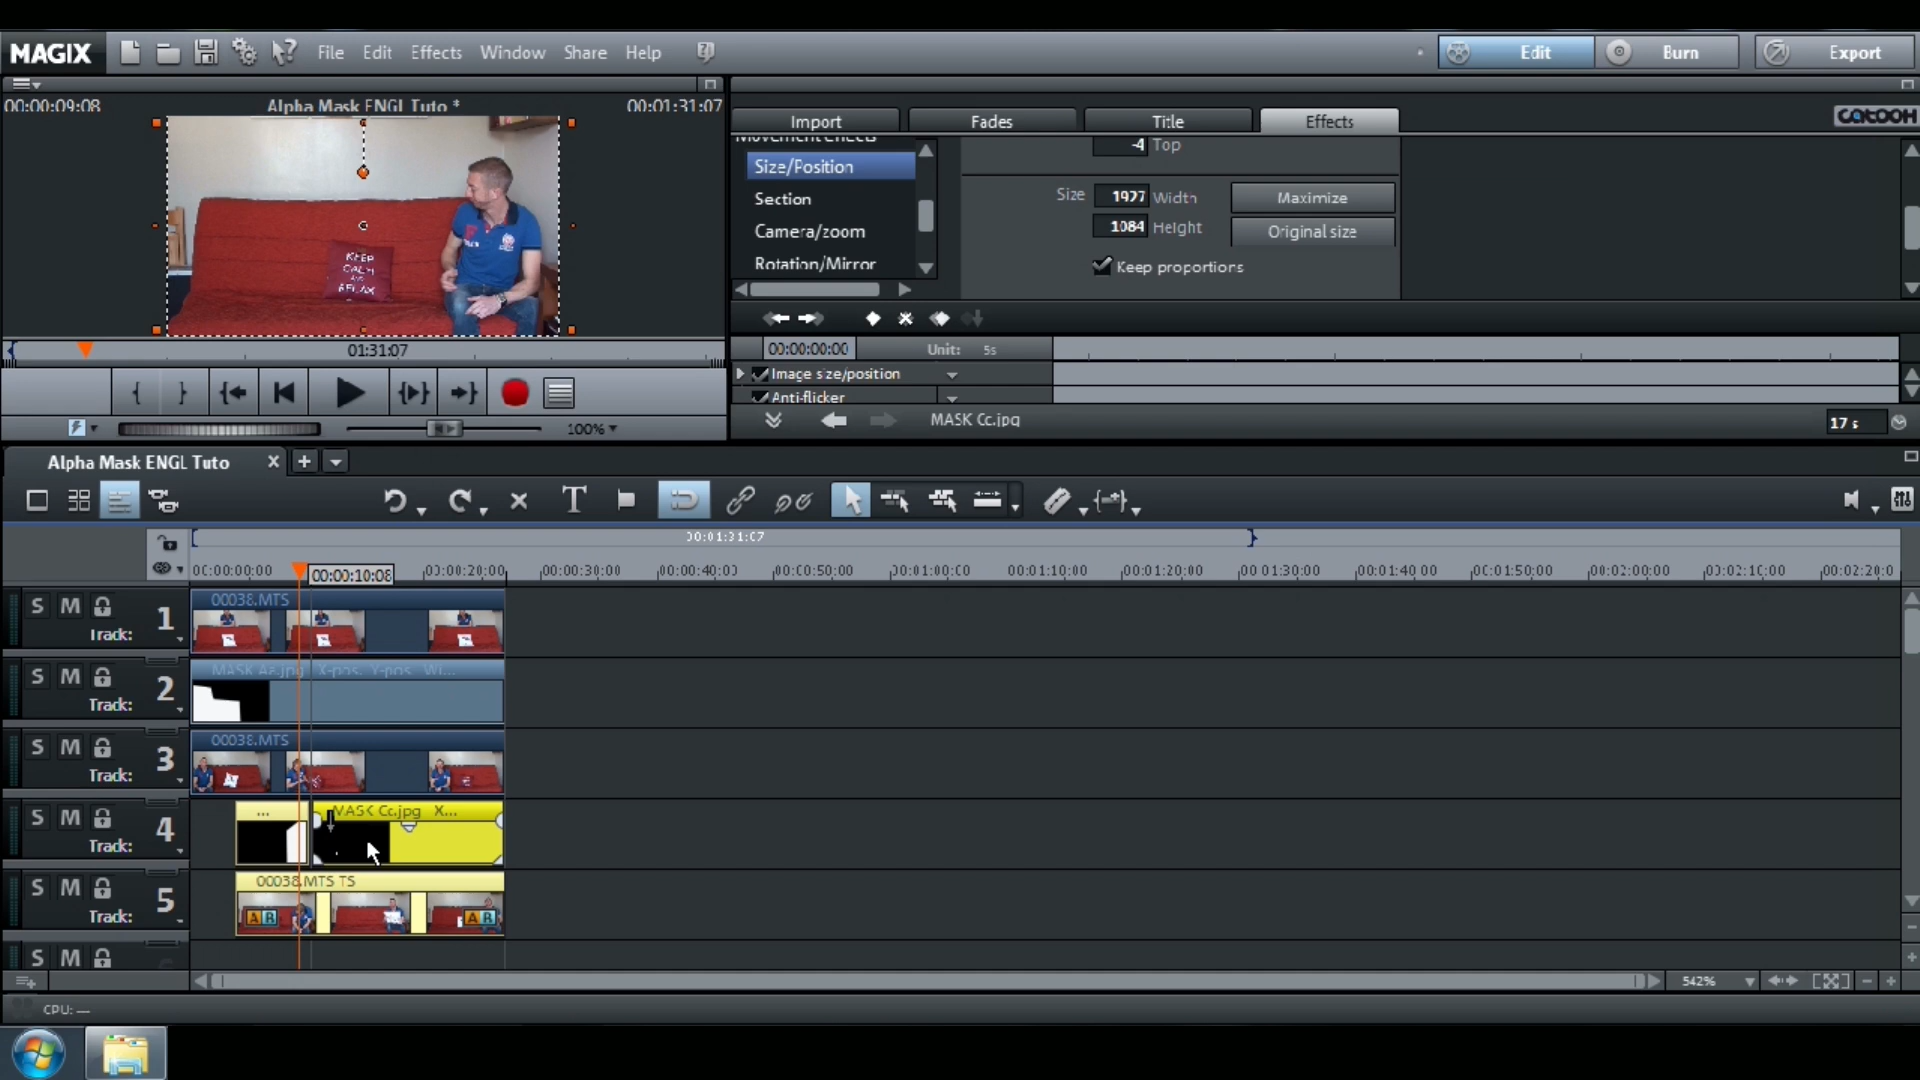 MAGIX File Edit Effects Window Share Help Edit Burn Export
00:00:09:08 Alpha Mask ENGL Tuto * 00:01:31:07
Import Fades Title Effects CATOOH
Movement effects
Size/Position
Section
Camera/zoom
Rotation/Mirror
-4 Top
Size 1927 Width Maximize
1084 Height Original size
Keep proportions
KEEP
CALM
AND
RELAX
01:31:07
100%
00:00:00:00 Unit: 5s
Image size/position
Anti-flicker
MASK Cc.jpg 17 s
Alpha Mask ENGL Tuto
00:01:31:07
00:00:00:00 00:00:10:08 00:00:20:00 00:00:30:00 00:00:40:00 00:00:50:00 00:01:00:00 00:01:10:00 00:01:20:00 00:01:30:00 00:01:40:00 00:01:50:00 00:02:00:00 00:02:10:00 00:02:20:0
S M 1 00038.MTS
Track:
S M 2 MASK Aa.jpg X-pos. Y-pos. Wi...
Track:
S M 3 00038.MTS
Track:
S M 4 ... MASK Cc.jpg X...
Track:
S M 5 00038.MTS TS
Track: A B A B
S M
542%
CPU: —